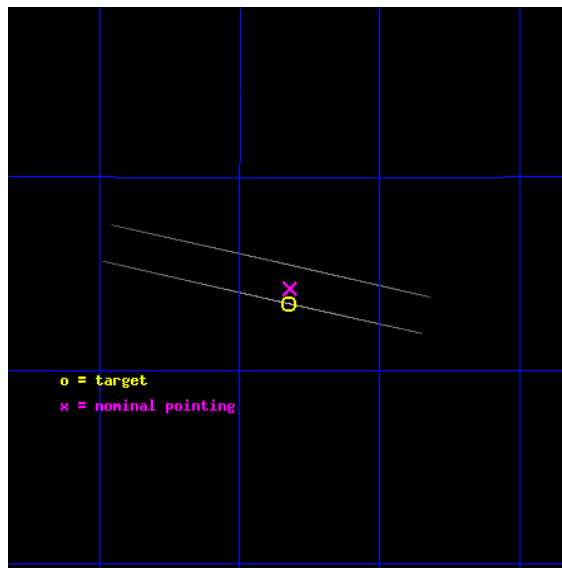 o = target
x = nominal pointing